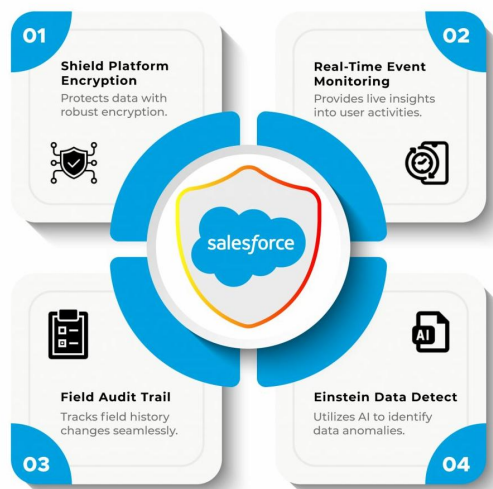 01
Shield Platform
Encryption
Protects data with
robust encryption.
02
Real-Time Event
Monitoring
Provides live insights
into user activities.
salesforce
Field Audit Trail
Tracks field history
changes seamlessly.
03
AI
Einstein Data Detect
Utilizes AI to identify
data anomalies.
04